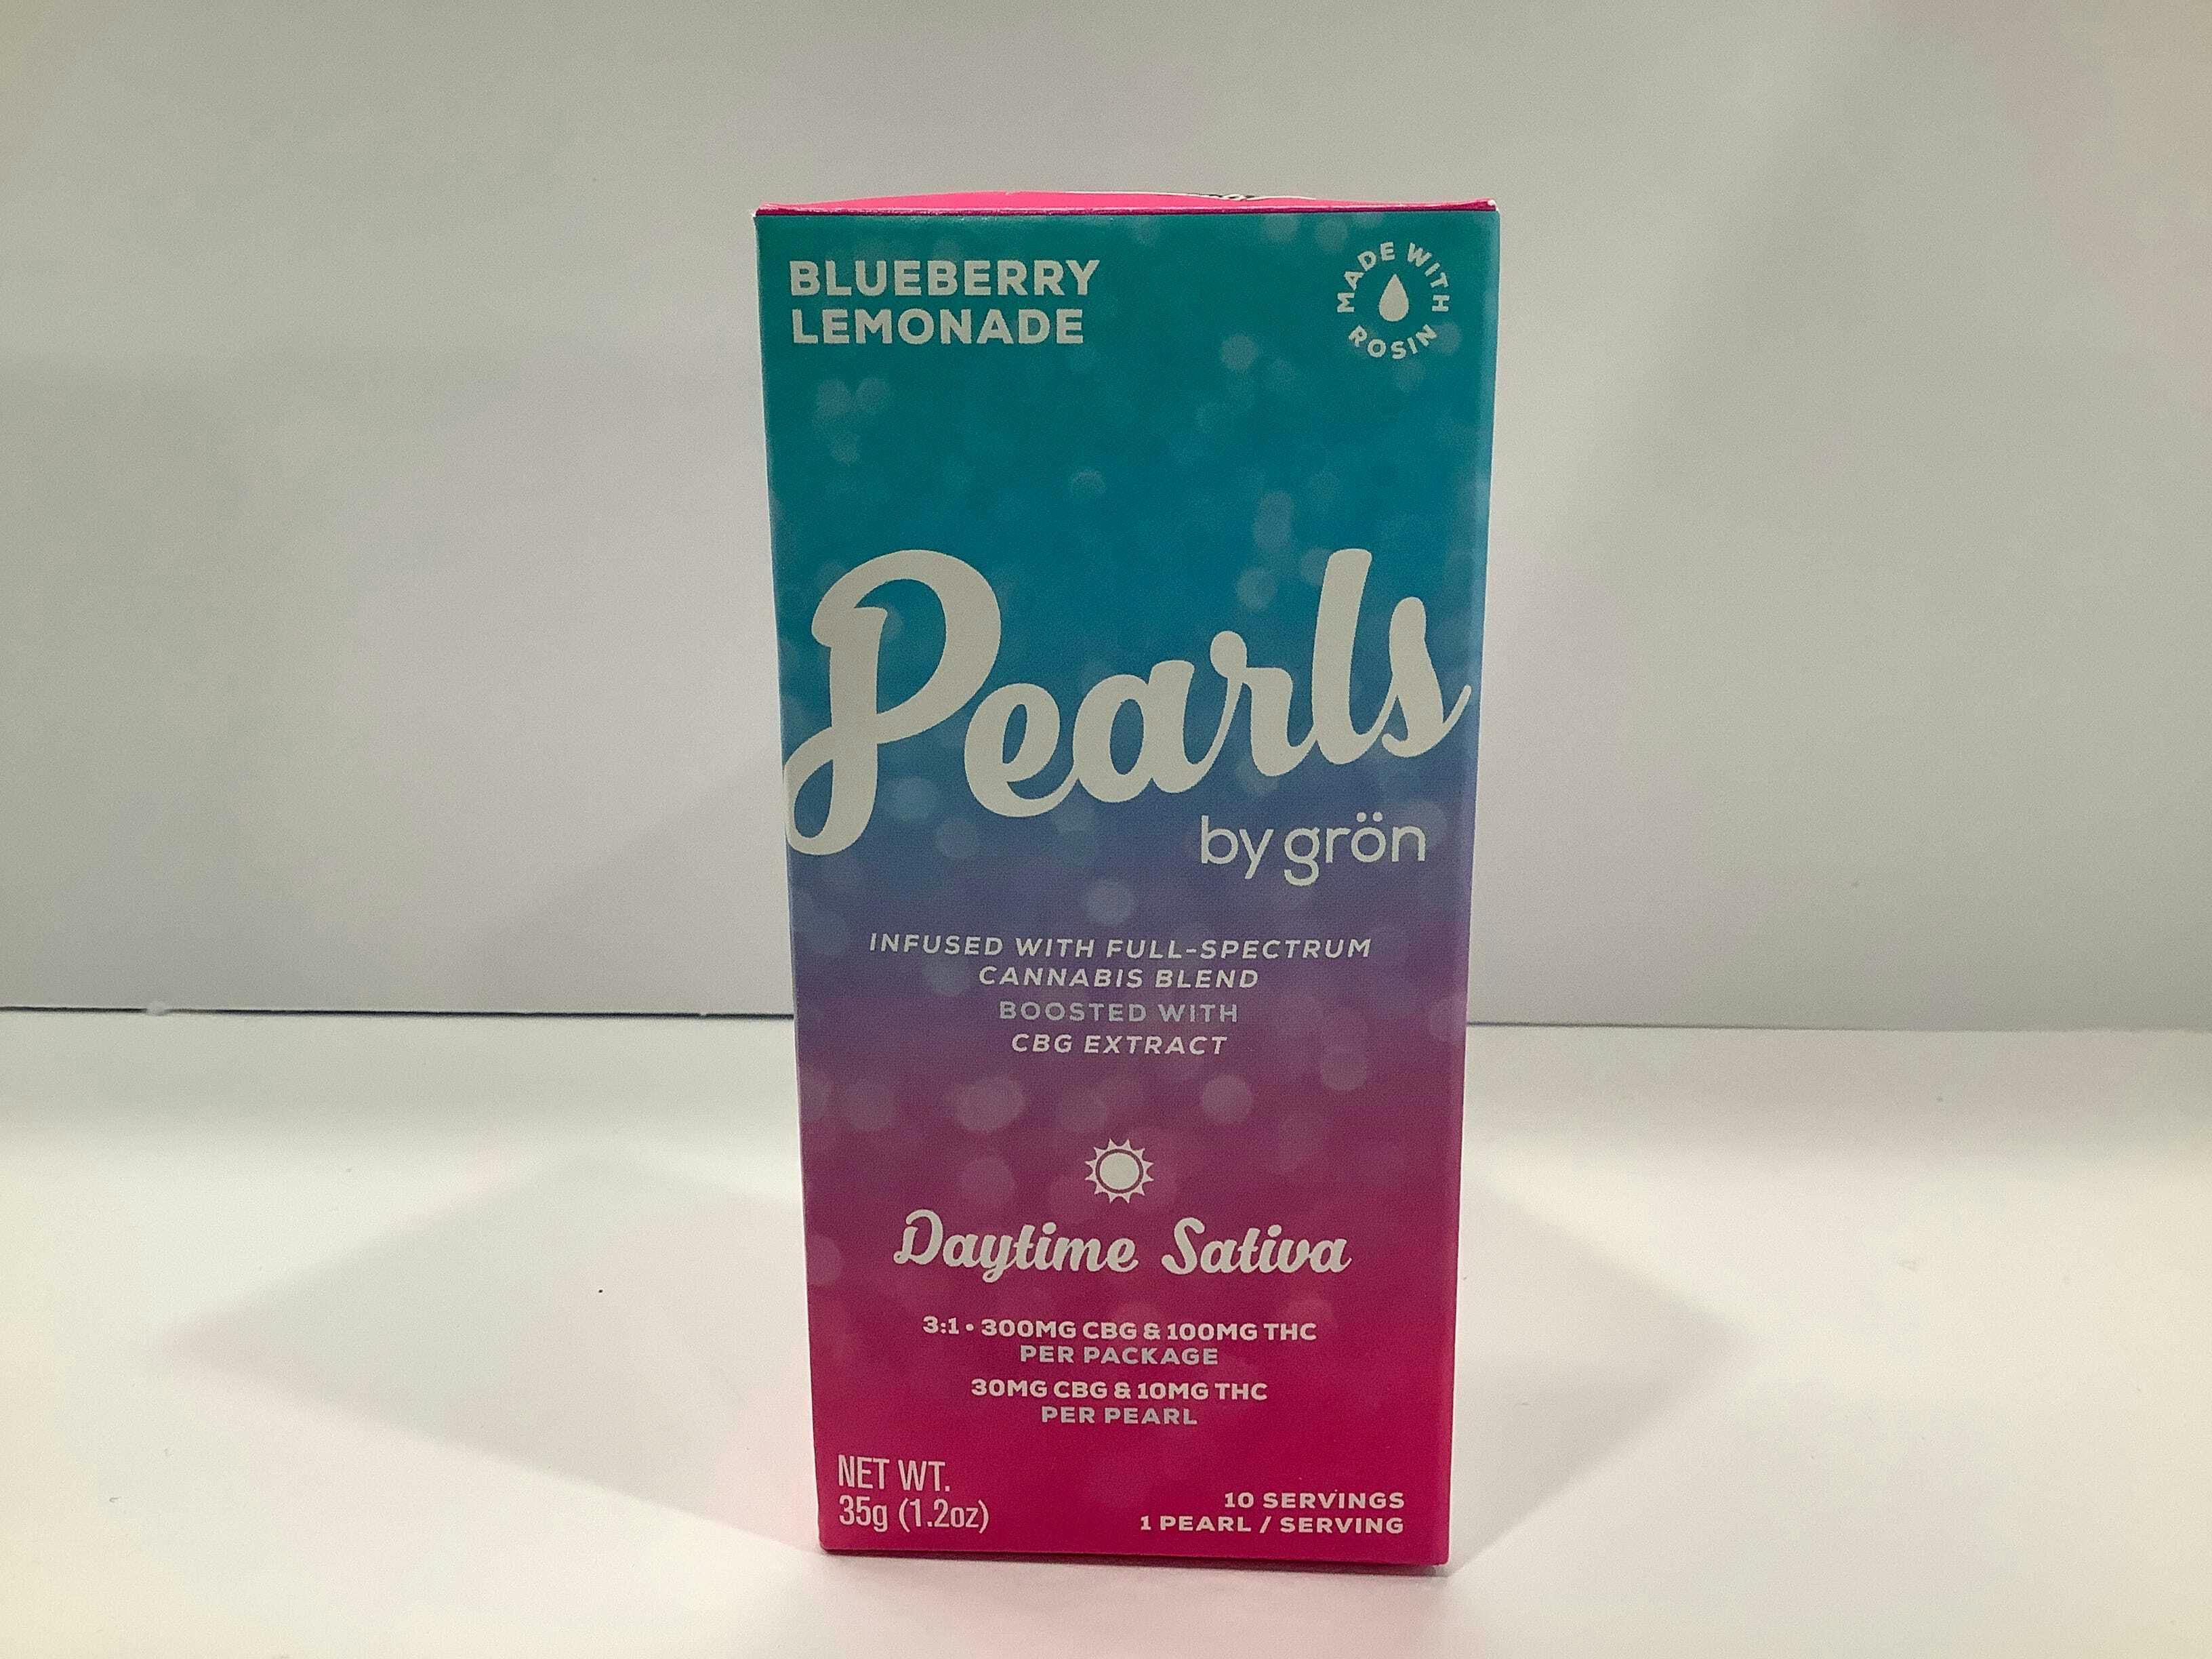 BLUEBERRY
LEMONADE
MADE WITH
ROSIN
Pearls
by grön
INFUSED WITH FULL-SPECTRUM
CANNABIS BLEND
BOOSTED WITH
CBG EXTRACT
Daytime Sativa
3:1 • 300MG CBG & 100MG THC
PER PACKAGE
30MG CBG & 10MG THC
PER PEARL
NET WT.
35g (1.2oz)
10 SERVINGS
1 PEARL / SERVING